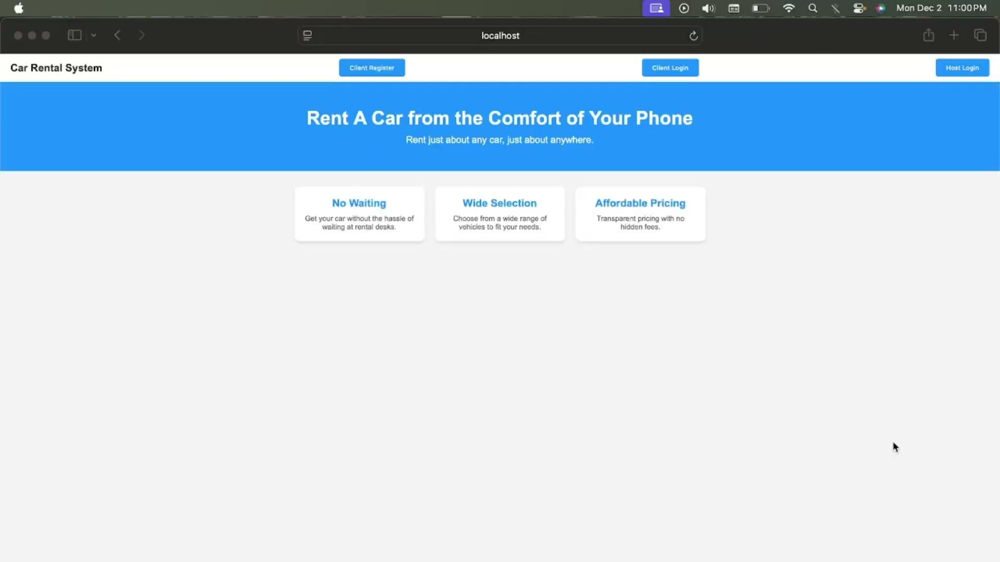 Mon Dec 2 11:00 PM
localhost
Car Rental System
Client Register
Client Login
Host Login
Rent A Car from the Comfort of Your Phone
Rent just about any car, just about anywhere.
No Waiting
Get your car without the hassle of
waiting at rental desks.
Wide Selection
Choose from a wide range of
vehicles to fit your needs.
Affordable Pricing
Transparent pricing with no
hidden fees.